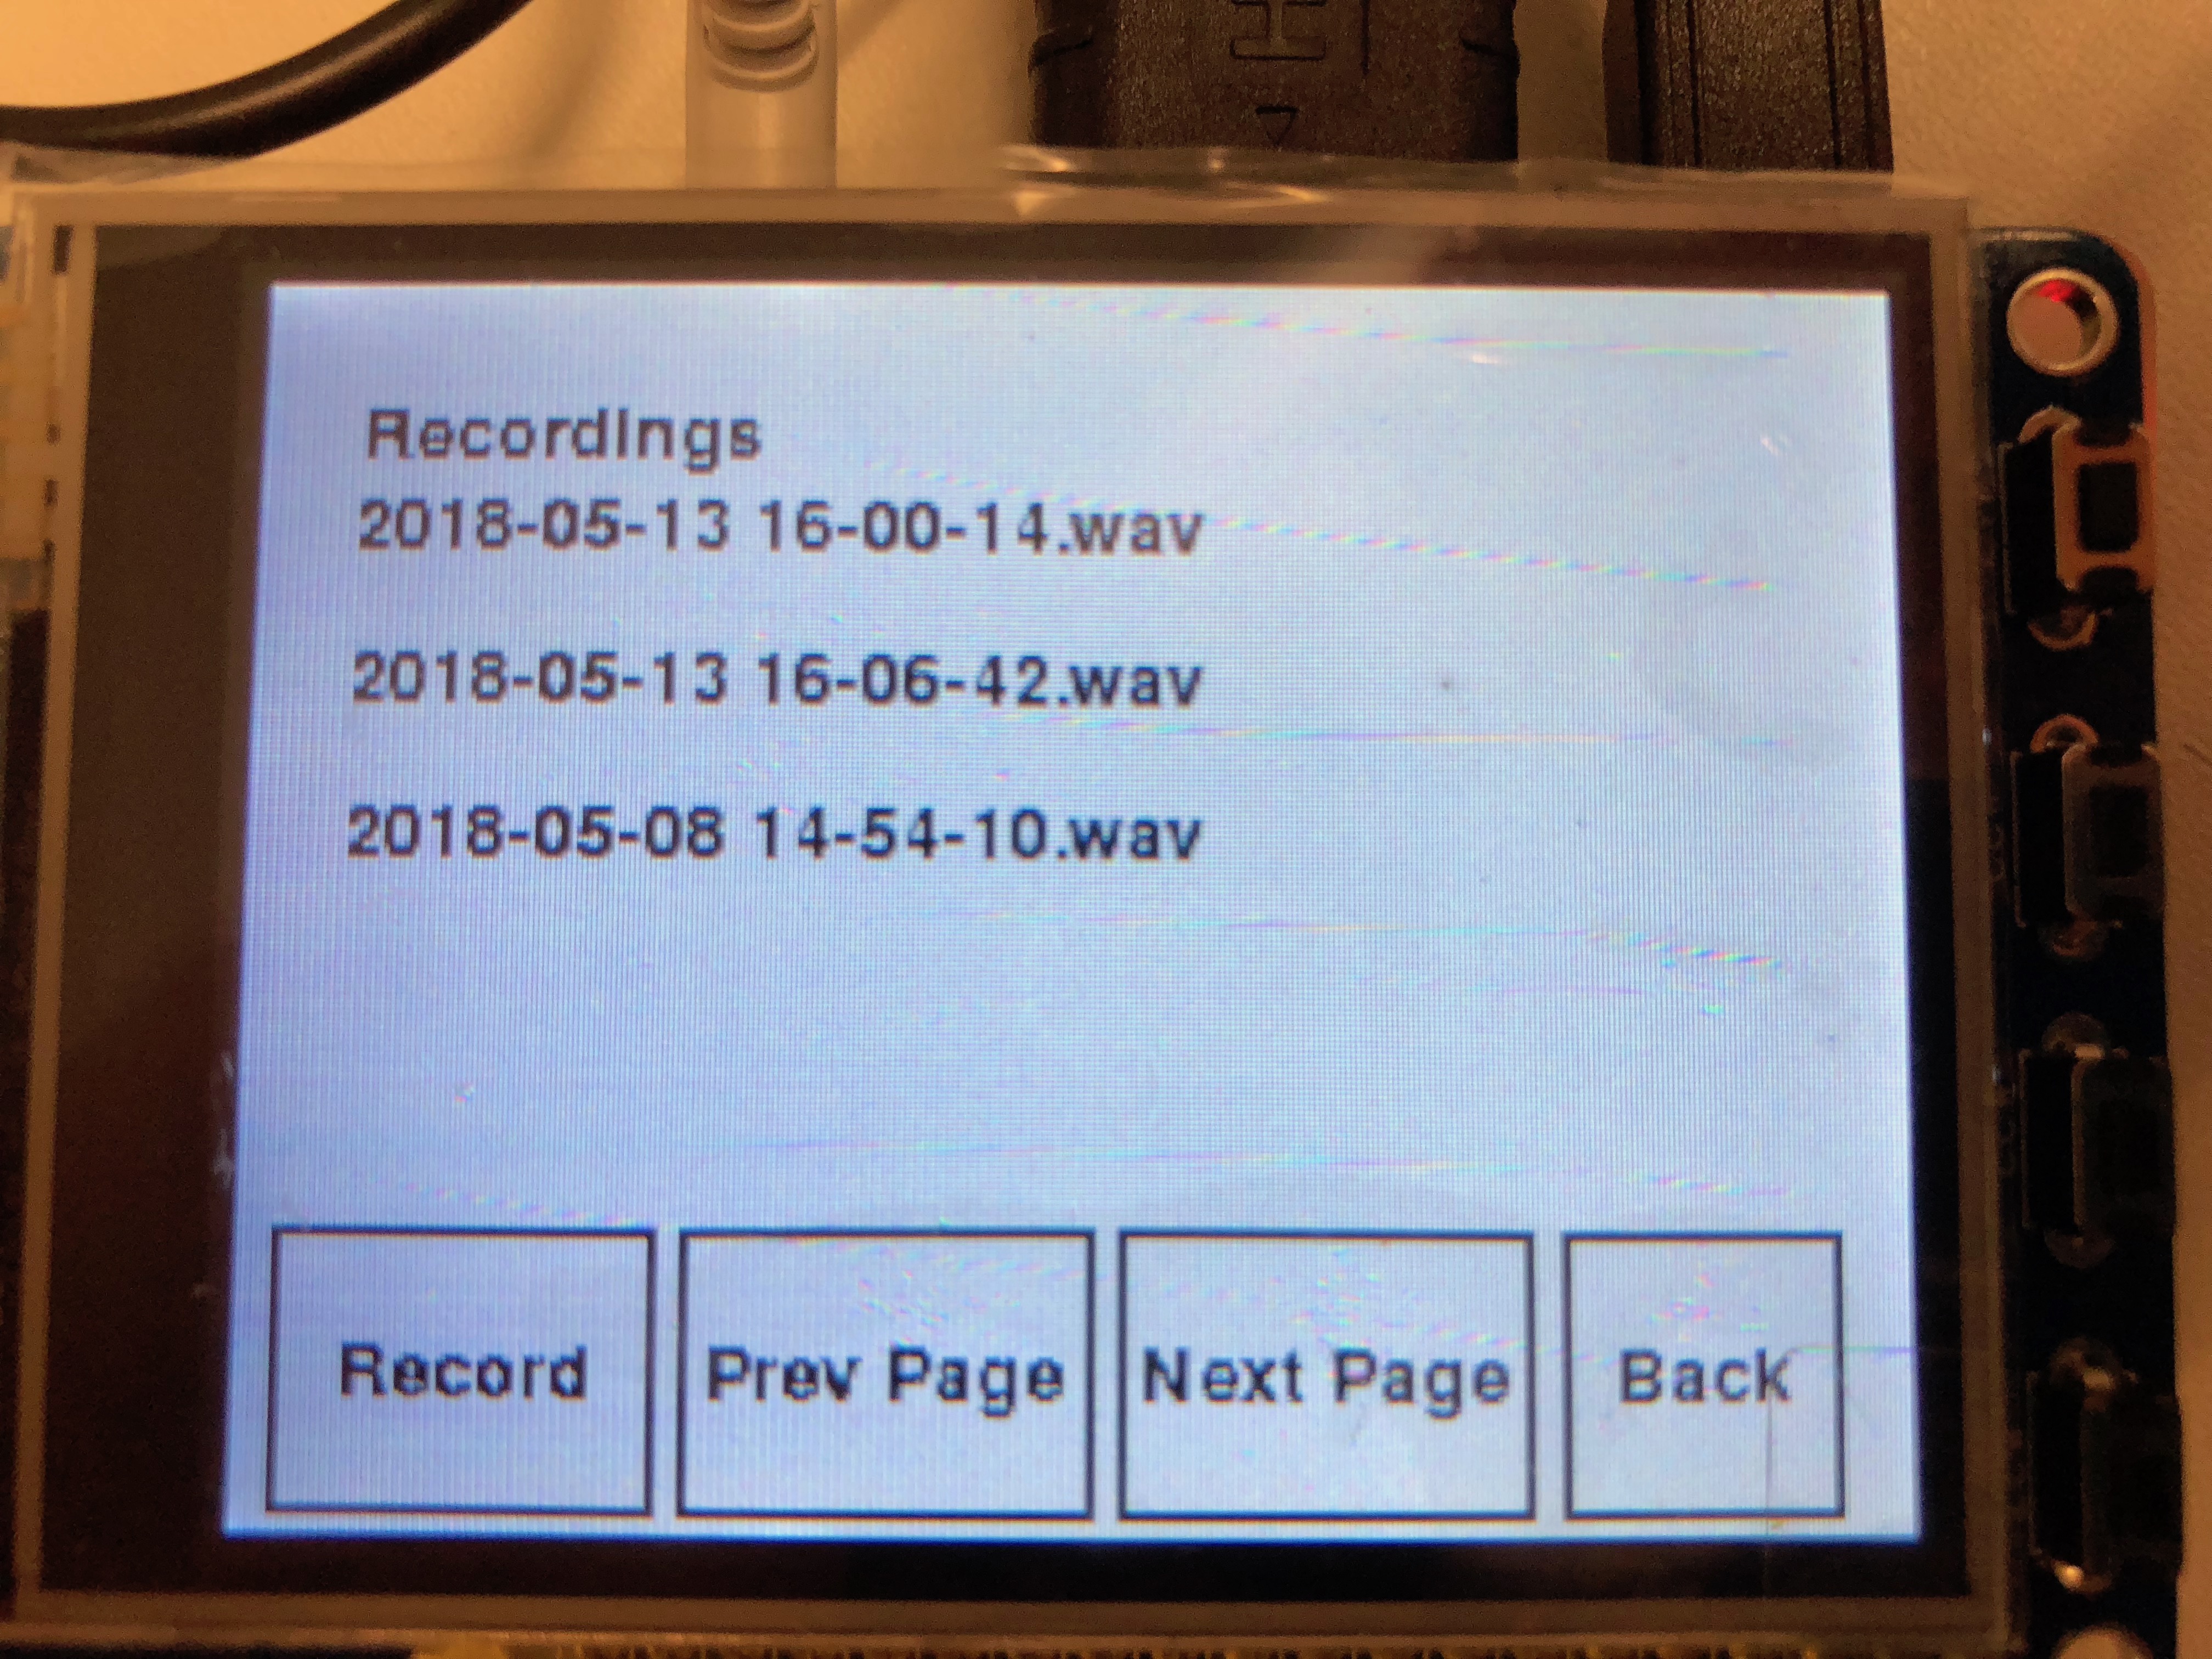 Recordings
2018-05-13 16-00-14.wav
2018-05-13 16-06-42.wav
2018-05-08 14-54-10.wav
Record
Prev Page
Next Page
Back